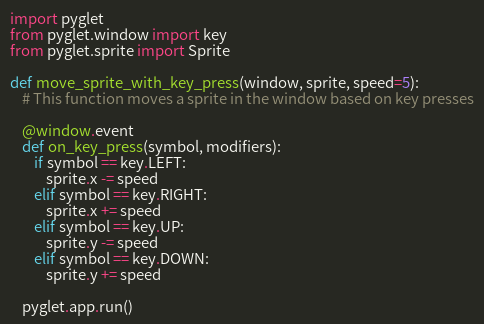 import pyglet
from pyglet.window import key
from pyglet.sprite import Sprite

def move_sprite_with_key_press(window, sprite, speed=5):
    # This function moves a sprite in the window based on key presses

    @window.event
    def on_key_press(symbol, modifiers):
        if symbol == key.LEFT:
            sprite.x -= speed
        elif symbol == key.RIGHT:
            sprite.x += speed
        elif symbol == key.UP:
            sprite.y -= speed
        elif symbol == key.DOWN:
            sprite.y += speed

    pyglet.app.run()